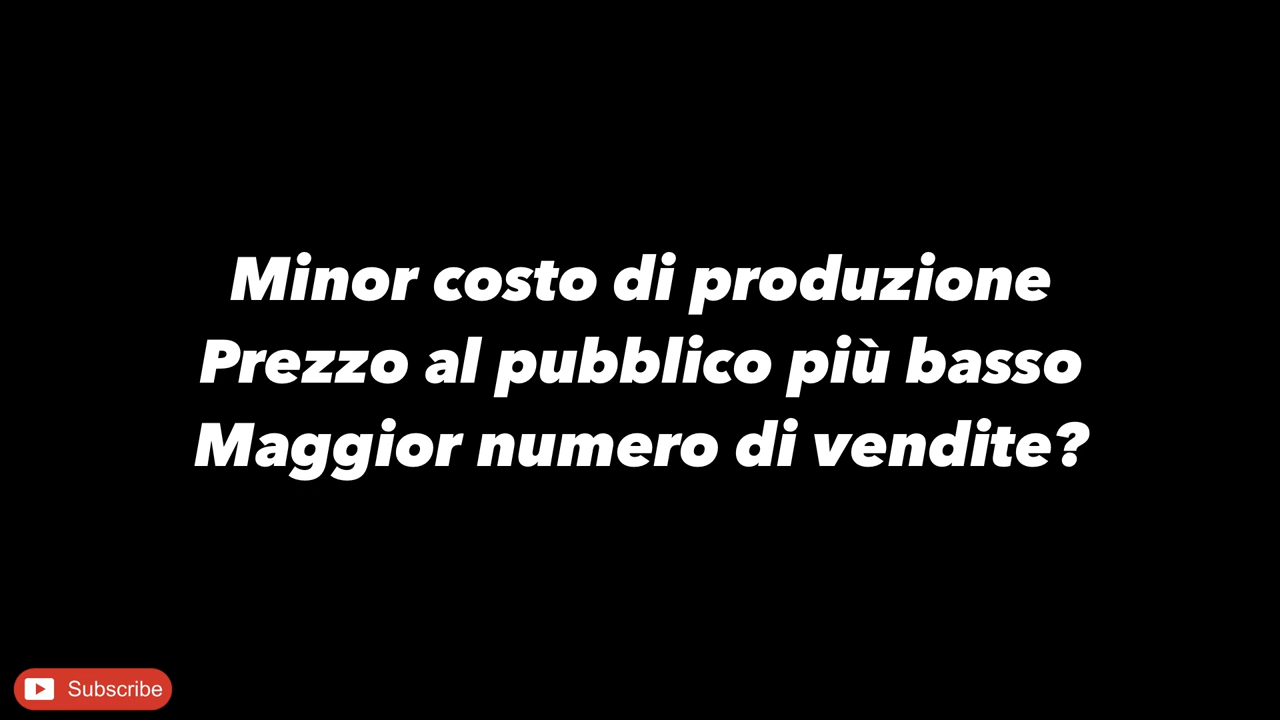 Minor costo di produzione
Prezzo al pubblico più basso
Maggior numero di vendite?
Subscribe